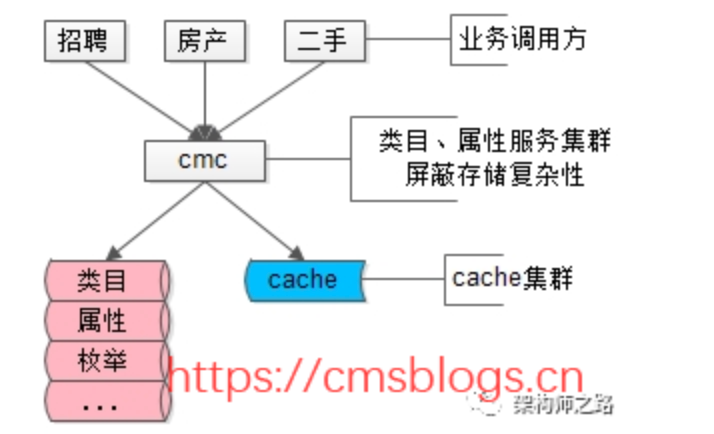 招聘
房产
二手
业务调用方
cmc
类目、属性服务集群
屏蔽存储复杂性
类目
属性
枚举
...
cache
cache集群
https://cmsblogs.cn
架构师之路